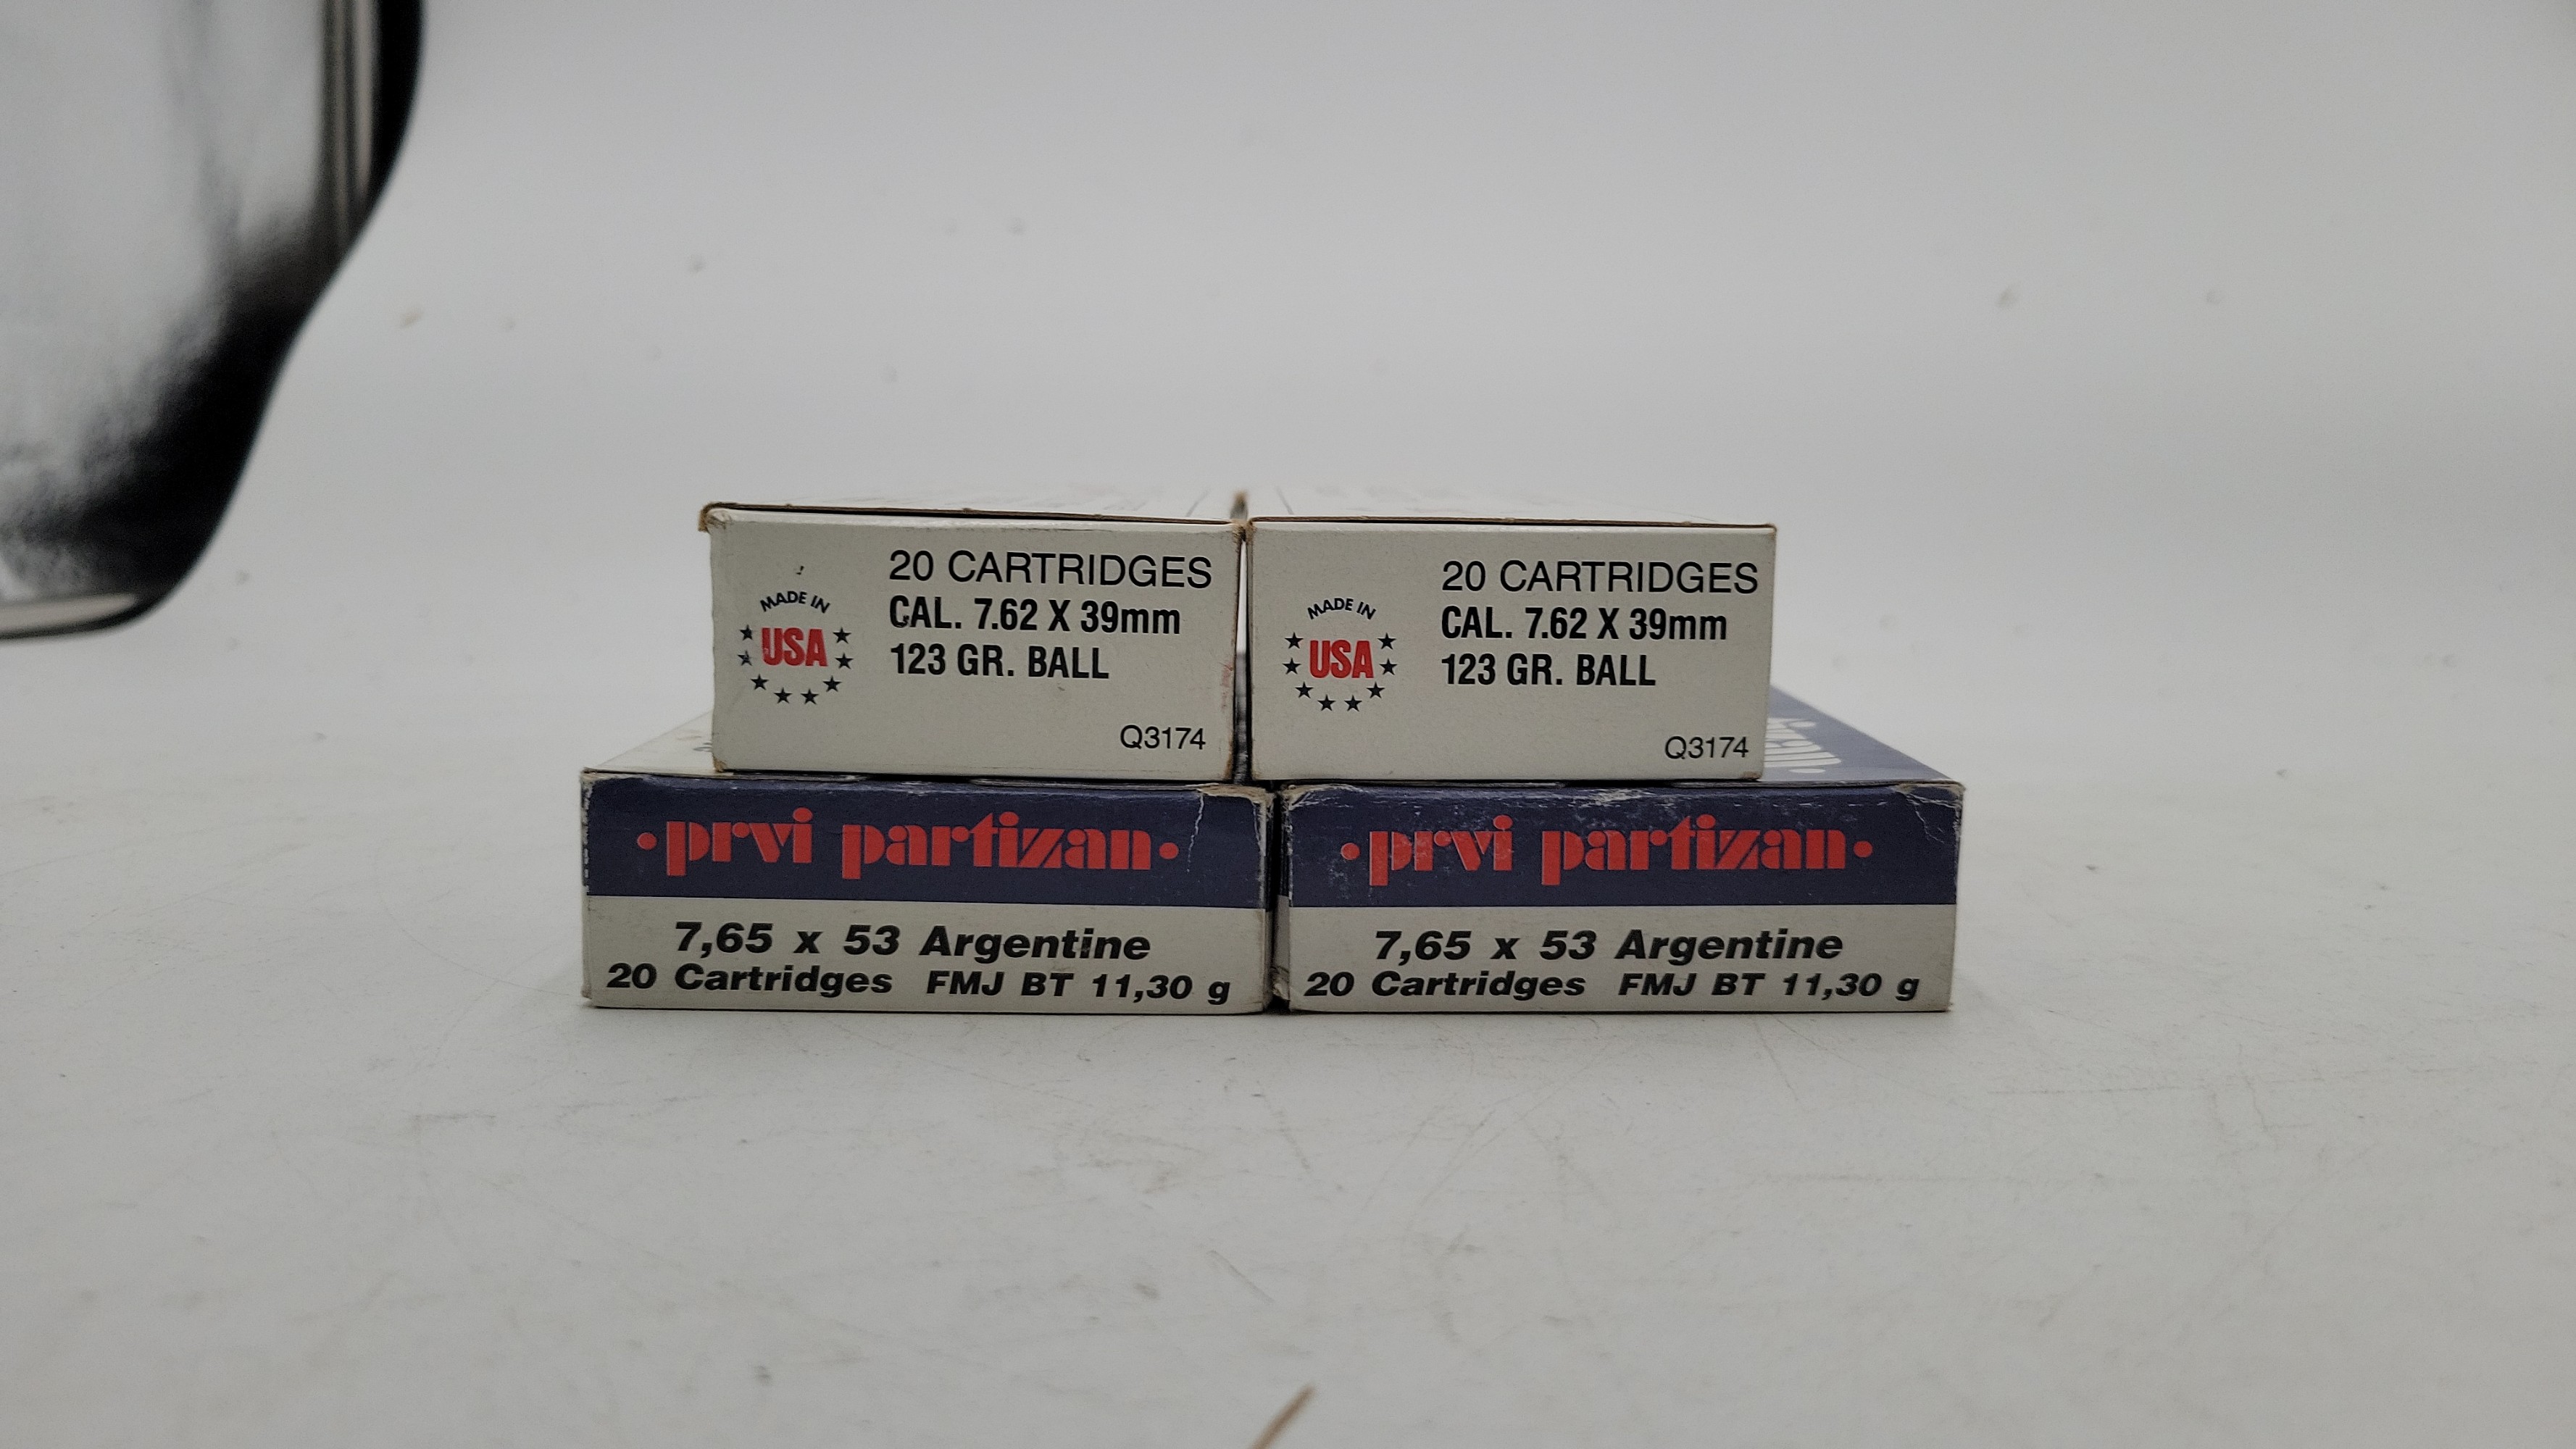 MADE IN
USA
20 CARTRIDGES
CAL. 7.62 X 39mm
123 GR. BALL
Q3174
MADE IN
USA
20 CARTRIDGES
CAL. 7.62 X 39mm
123 GR. BALL
Q3174
•prvi partizan•
7,65 x 53 Argentine
20 Cartridges FMJ BT 11,30 g
•prvi partizan•
7,65 x 53 Argentine
20 Cartridges FMJ BT 11,30 g